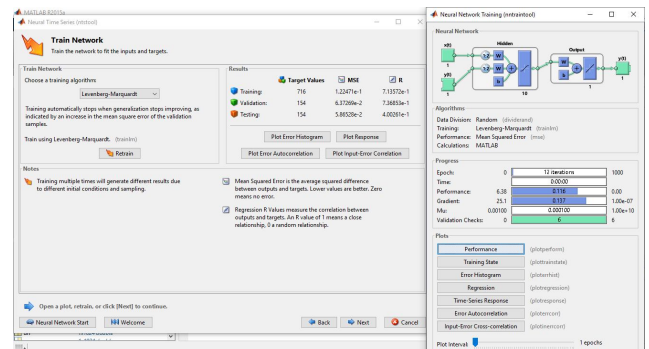 MATLAB R2015a
Neural Time Series (ntstool)
Train Network
Train the network to fit the inputs and targets.
Train Network
Choose a training algorithm:
Levenberg-Marquardt
Training automatically stops when generalization stops improving, as
indicated by an increase in the mean square error of the validation
samples.
Train using Levenberg-Marquardt. (trainlm)
Retrain
Results
Target Values MSE R
Training: 716 1.22471e-1 7.13572e-1
Validation: 154 6.37269e-2 7.36853e-1
Testing: 154 5.86528e-2 4.00261e-1
Plot Error Histogram Plot Response
Plot Error Autocorrelation Plot Input-Error Correlation
Notes
Training multiple times will generate different results due
to different initial conditions and sampling.
Mean Squared Error is the average squared difference
between outputs and targets. Lower values are better. Zero
means no error.
Regression R Values measure the correlation between
outputs and targets. An R value of 1 means a close
relationship, 0 a random relationship.
Open a plot, retrain, or click [Next] to continue.
Neural Network Start Welcome Back Next Cancel
Neural Network Training (nntraintool)
Neural Network
Hidden
Output
x(t)
y(t)
1
1
1:2
1:2
W
W
b
W
b
10
1
y(t)
1
Algorithms
Data Division: Random (dividerand)
Training: Levenberg-Marquardt (trainlm)
Performance: Mean Squared Error (mse)
Calculations: MATLAB
Progress
Epoch: 0 12 iterations 1000
Time: 0:00:00
Performance: 6.38 0.116 0.00
Gradient: 25.1 0.137 1.00e-07
Mu: 0.00100 0.000100 1.00e+10
Validation Checks: 0 6 6
Plots
Performance (plotperform)
Training State (plottrainstate)
Error Histogram (ploterrhist)
Regression (plotregression)
Time-Series Response (plotresponse)
Error Autocorrelation (ploterrcorr)
Input-Error Cross-correlation (plotinerrcorr)
Plot Interval: 1 epochs